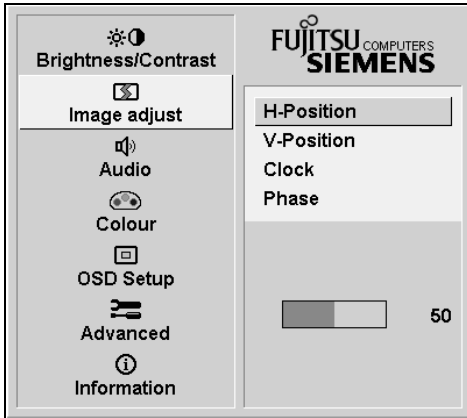 Brightness/Contrast
Image adjust
Audio
Colour
OSD Setup
Advanced
Information
FUJITSU COMPUTERS
SIEMENS
H-Position
V-Position
Clock
Phase
50